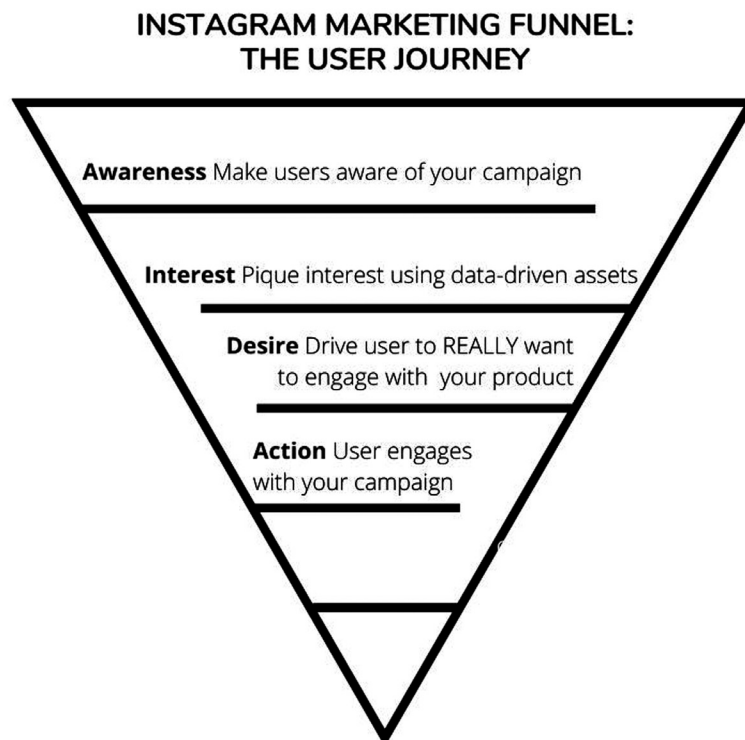 INSTAGRAM MARKETING FUNNEL:
THE USER JOURNEY
Awareness Make users aware of your campaign
Interest Pique interest using data-driven assets
Desire Drive user to REALLY want
to engage with your product
Action User engages
with your campaign